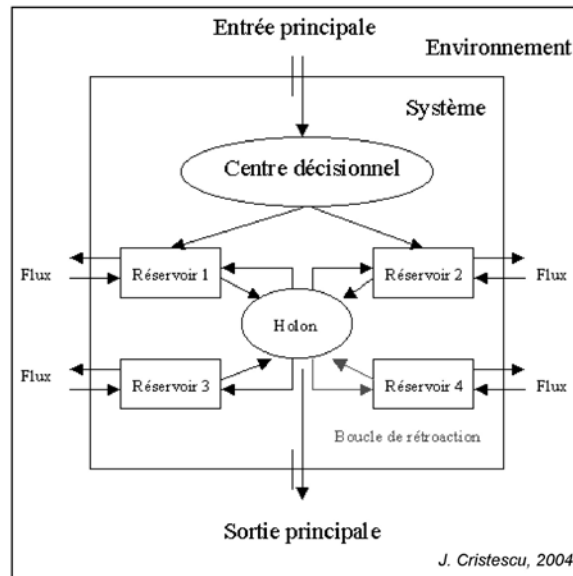 Entrée principale
Environnement
Système
Centre décisionnel
Flux
Réservoir 1
Réservoir 2
Flux
Holon
Flux
Réservoir 3
Réservoir 4
Flux
Boucle de rétroaction
Sortie principale
J. Cristescu, 2004